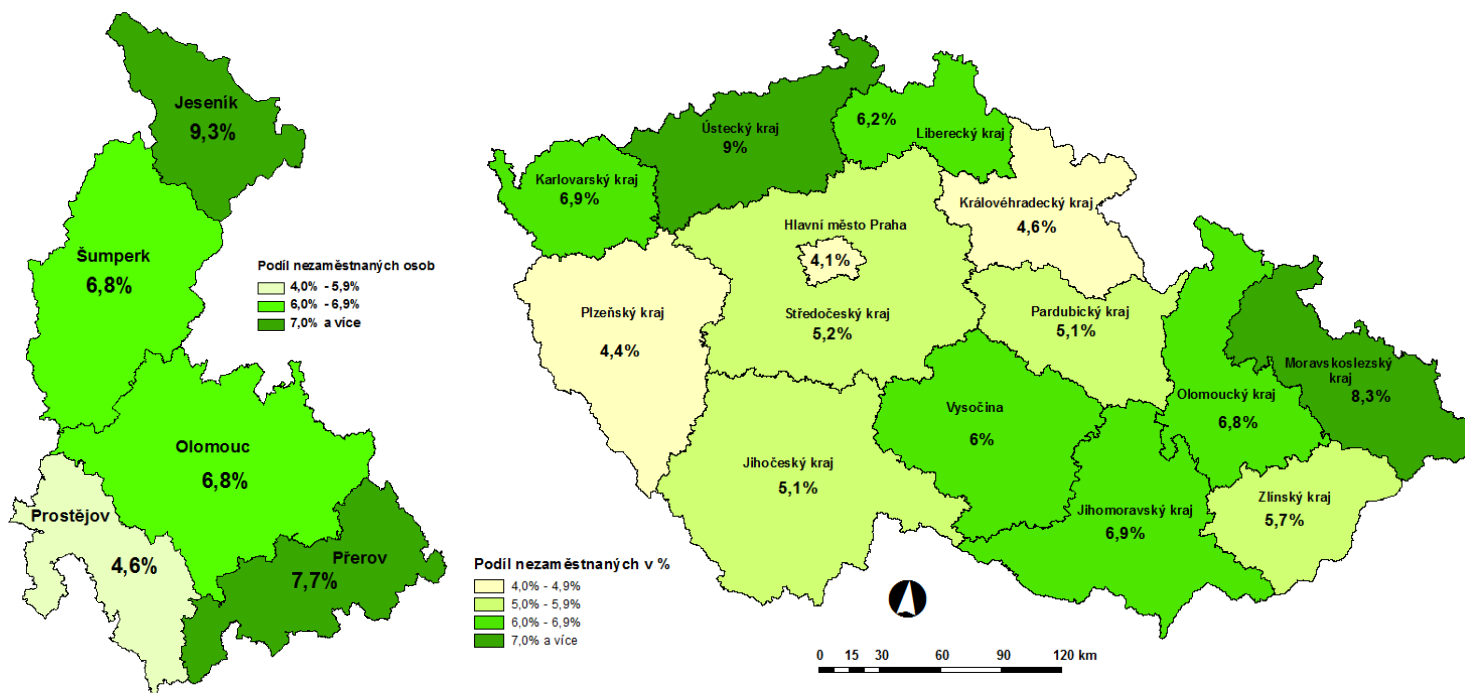 Jeseník
9,3%
Šumperk
6,8%
Podíl nezaměstnaných osob
4,0% - 5,9%
6,0% - 6,9%
7,0% a více
Olomouc
6,8%
Prostějov
4,6%
Přerov
7,7%
Ústecký kraj
9%
6,2%
Liberecký kraj
Karlovarský kraj
6,9%
Královéhradecký kraj
4,6%
Hlavní město Praha
4,1%
Plzeňský kraj
4,4%
Středočeský kraj
5,2%
Pardubický kraj
5,1%
Moravskoslezský
kraj
8,3%
Olomoucký kraj
6,8%
Vysočina
6%
Jihočeský kraj
5,1%
Jihomoravský kraj
6,9%
Zlínský kraj
5,7%
Podíl nezaměstnaných v %
4,0% - 4,9%
5,0% - 5,9%
6,0% - 6,9%
7,0% a více
0 15 30 60 90 120 km